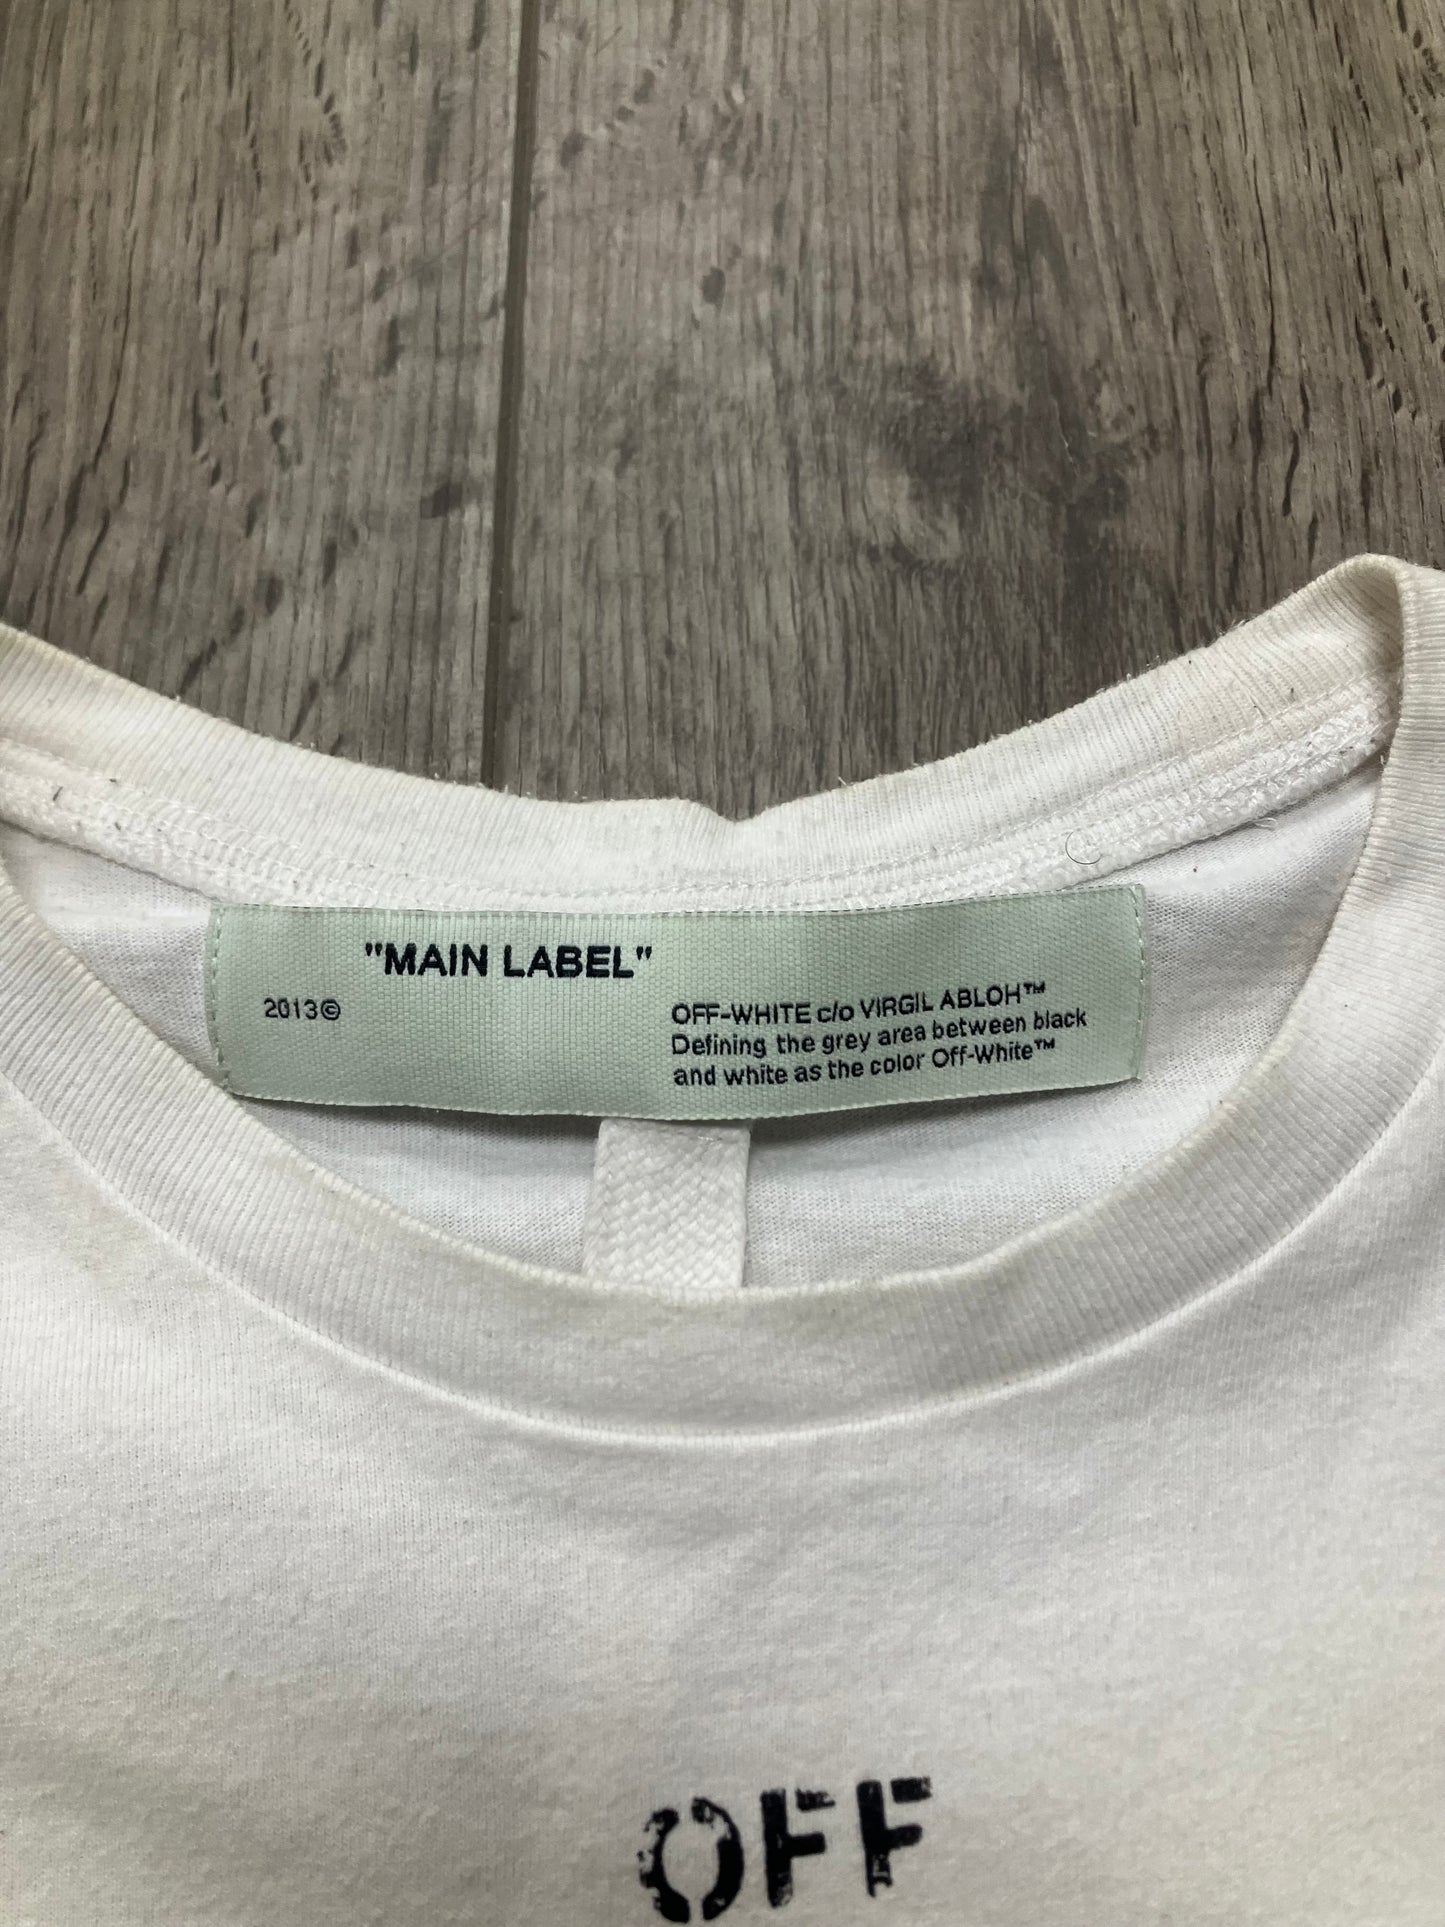 "MAIN LABEL"
2013©
OFF-WHITE c/o VIRGIL ABLOH™
Defining the grey area between black
and white as the color Off-White™
OFF